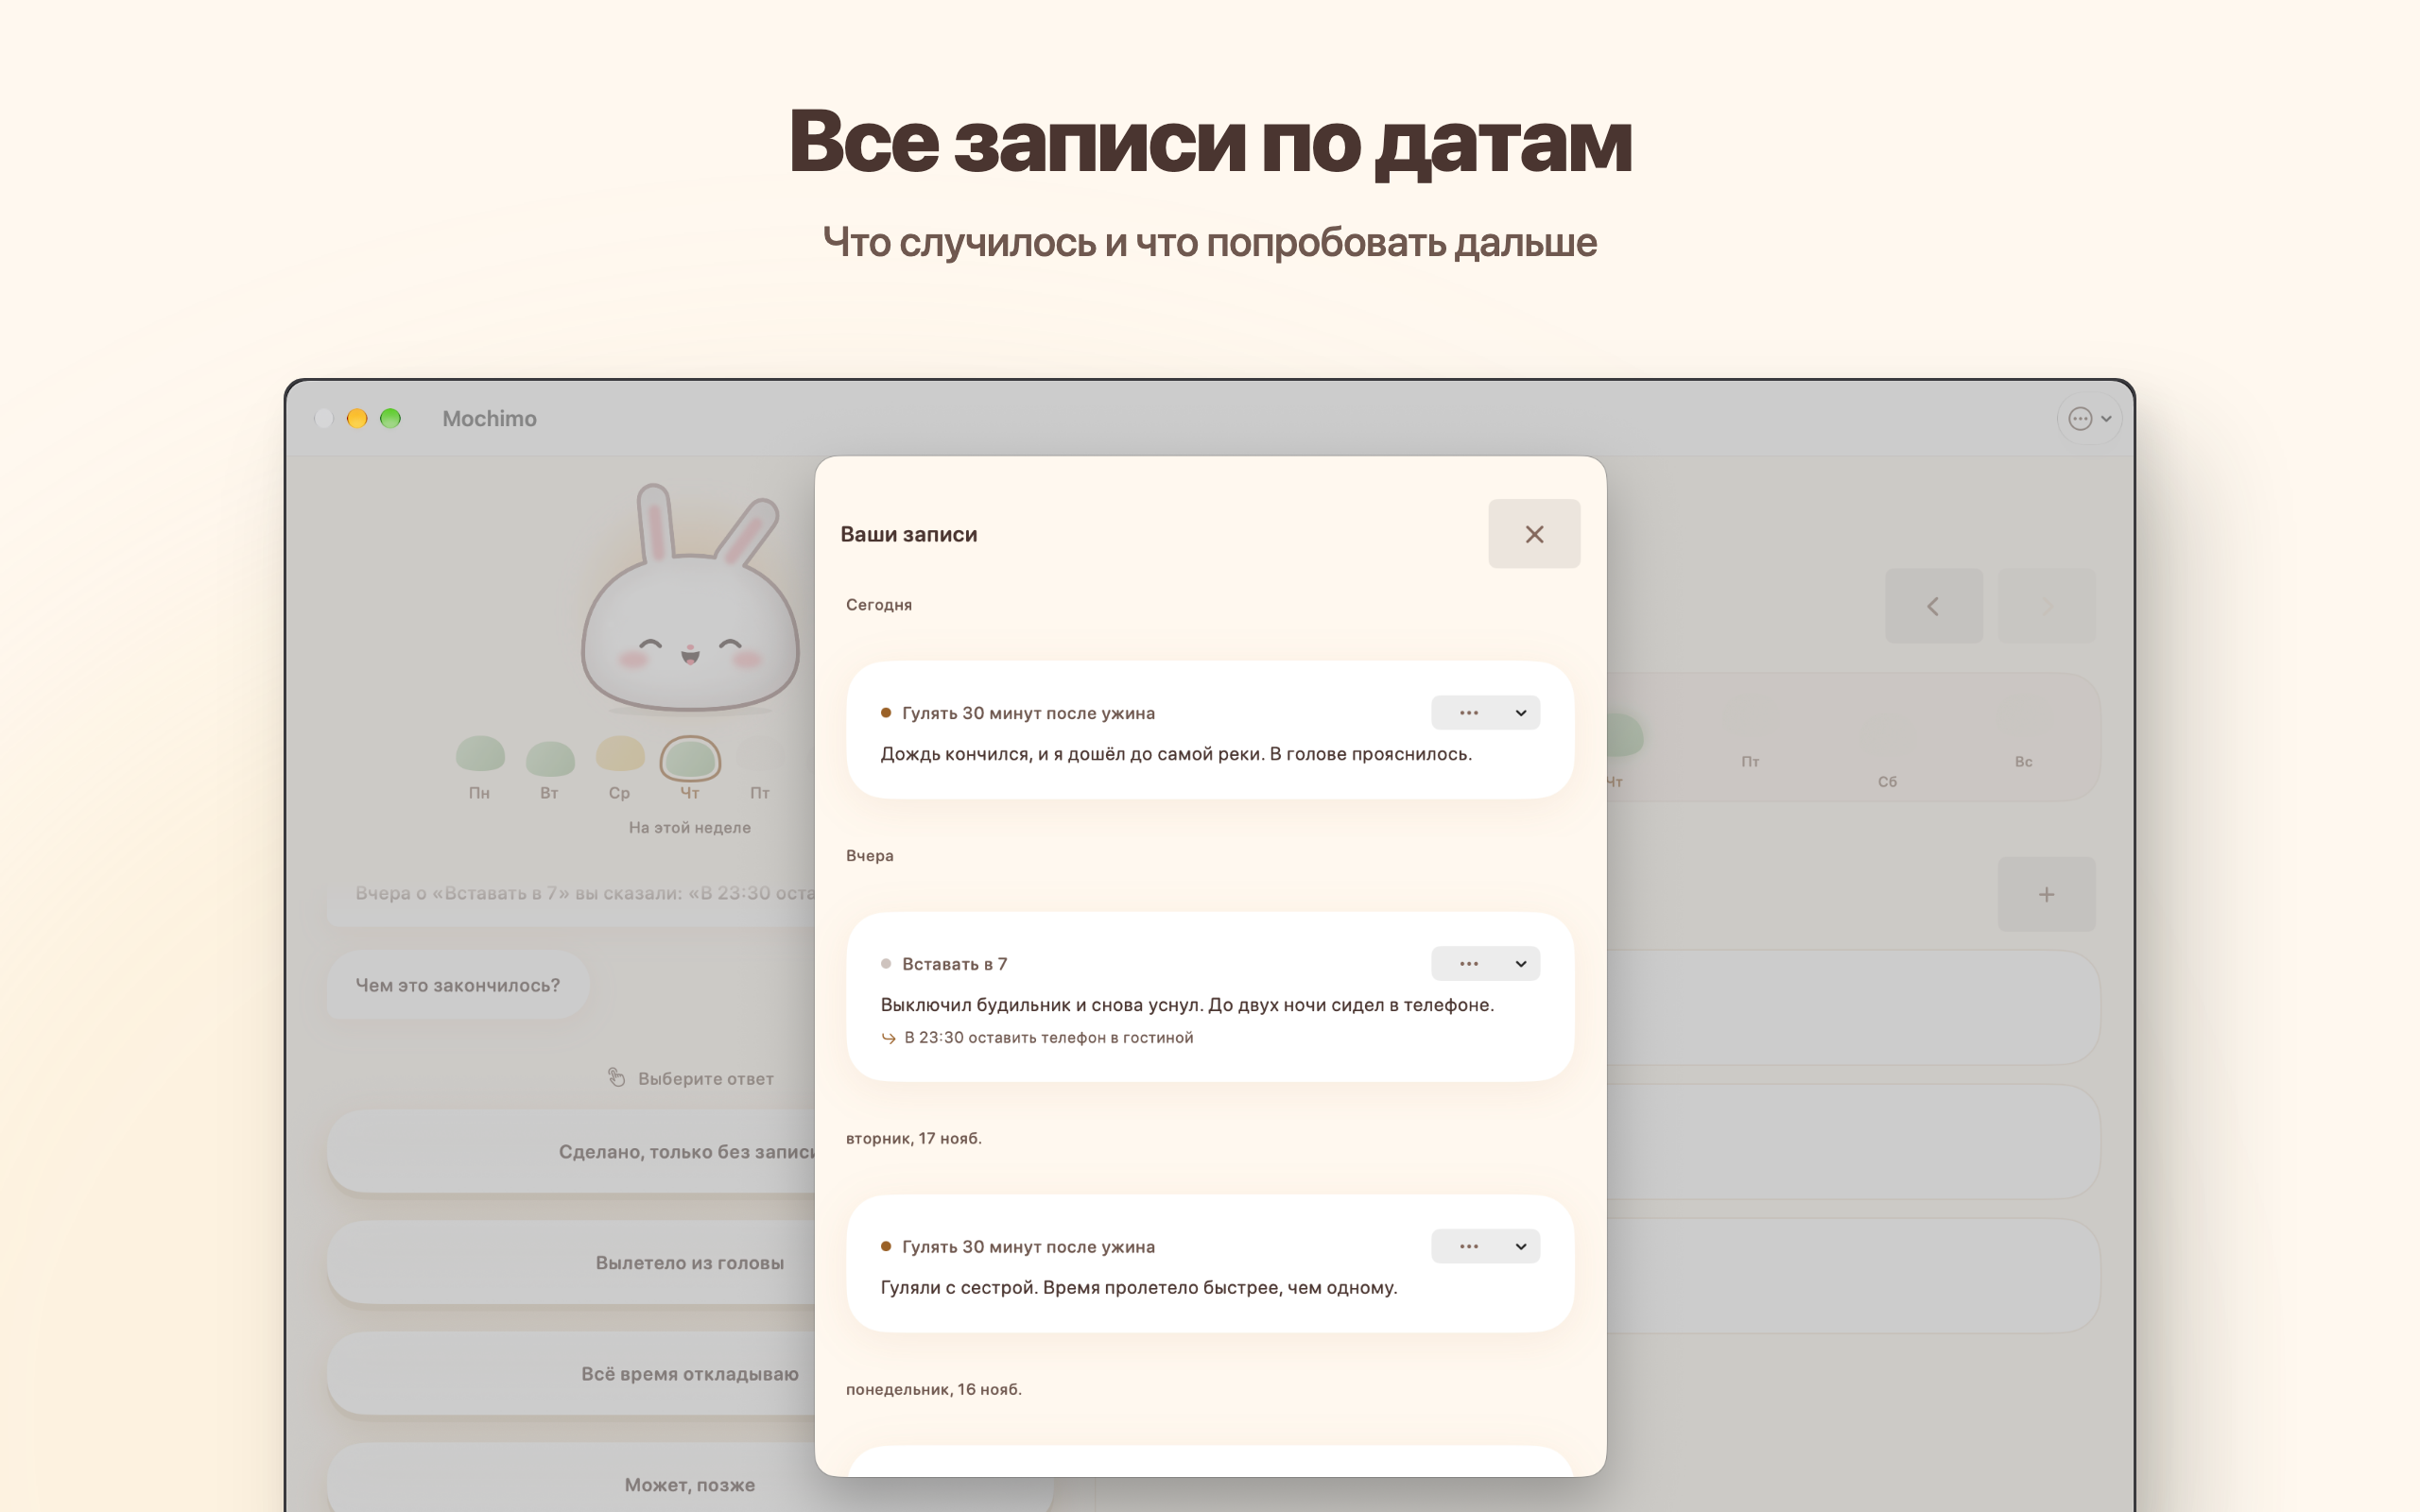 Все записи по датам
Что случилось и что попробовать дальше
Mochimo
Пн
Вт
Ср
Чт
Пт
На этой неделе
Вчера о «Вставать в 7» вы сказали: «В 23:30
Чем это закончилось?
Выберите ответ
Сделано, только без
Вылетело из головы
Всё время откладываю
Может, позже
Ваши записи
Сегодня
Гулять 30 минут после ужина
Дождь кончился, и я дошёл до самой реки. В голове прояснилось.
Вчера
Вставать в 7
Выключил будильник и снова уснул. До двух ночи сидел в телефоне.
В 23:30 оставить телефон в гостиной
вторник, 17 нояб.
Гулять 30 минут после ужина
Гуляли с сестрой. Время пролетело быстрее, чем одному.
понедельник, 16 нояб.
Чт
Пт
Сб
Вс